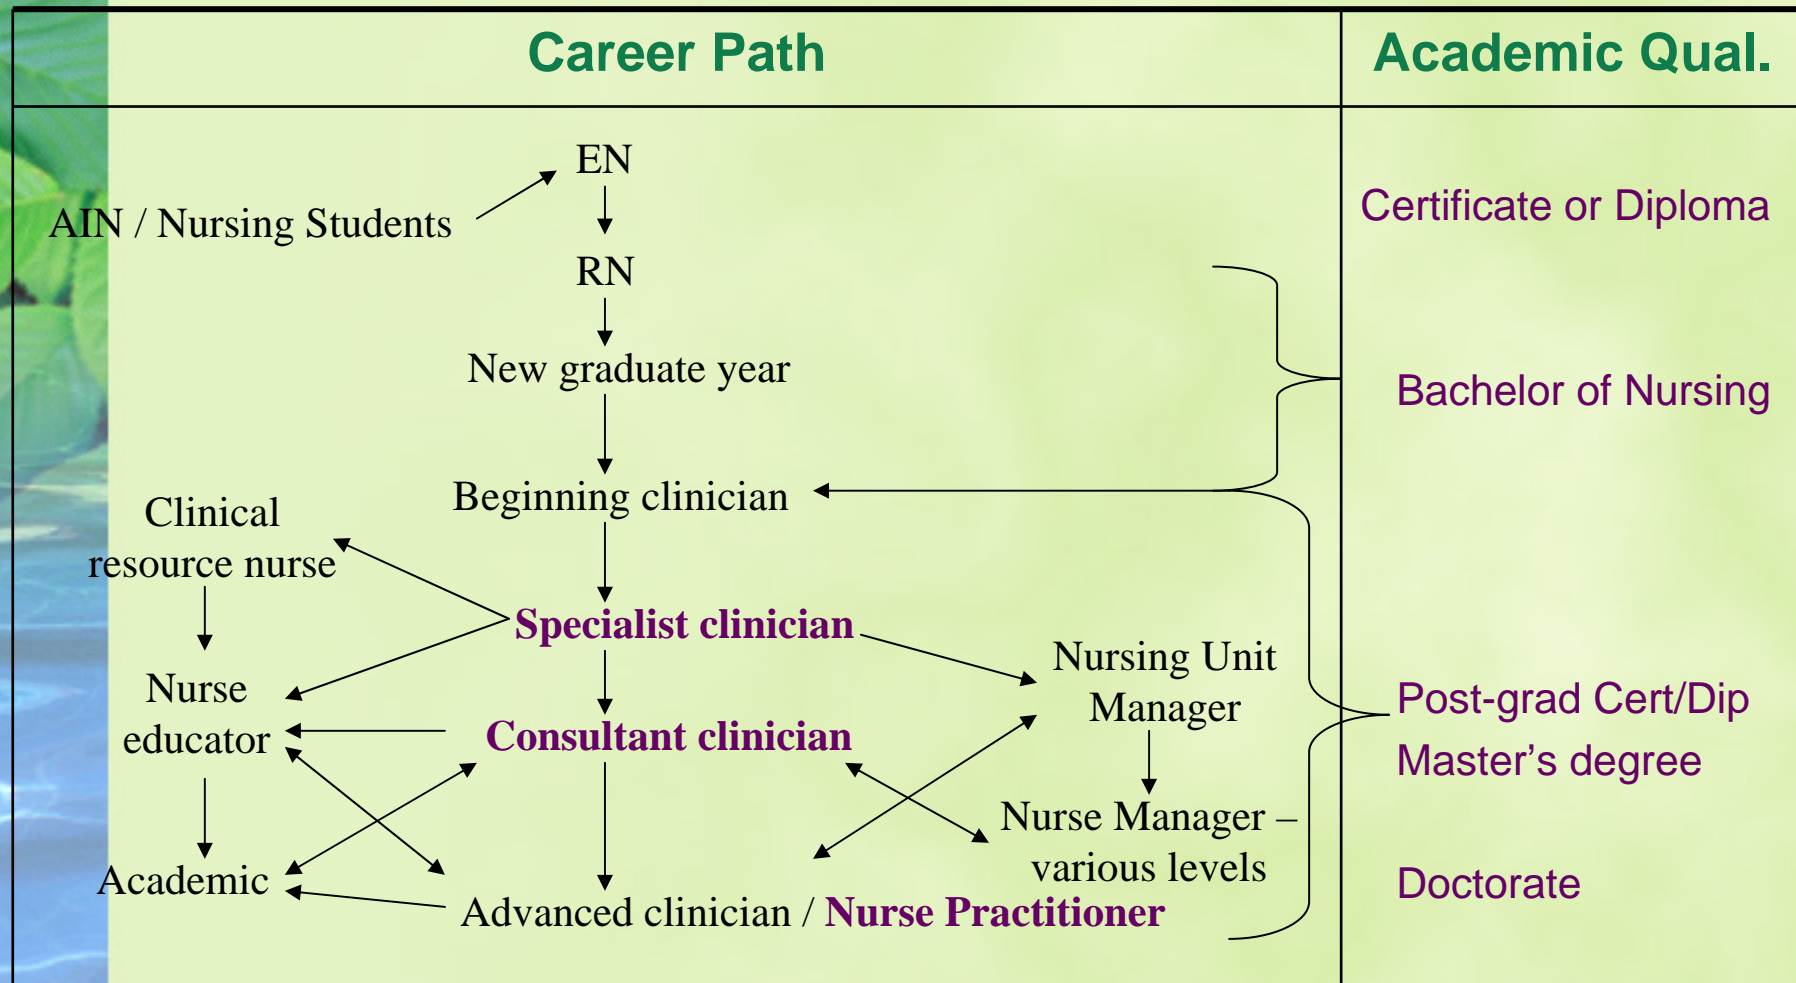 Career Path
Academic Qual.
EN
AIN / Nursing Students
Certificate or Diploma
RN
New graduate year
Bachelor of Nursing
Beginning clinician
Clinical
resource nurse
Specialist clinician
Nursing Unit
Manager
Nurse
educator
Consultant clinician
Post-grad Cert/Dip
Master’s degree
Nurse Manager –
various levels
Academic
Advanced clinician / Nurse Practitioner
Doctorate